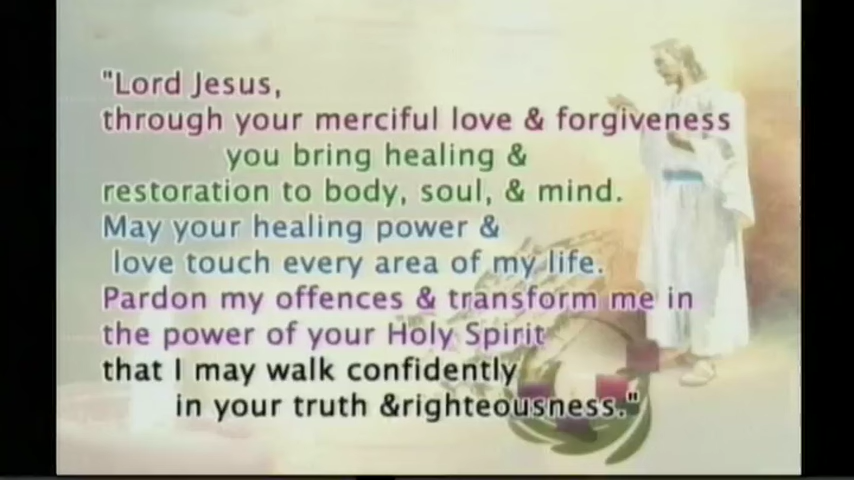 "Lord Jesus,
through your merciful love & forgiveness
you bring healing &
restoration to body, soul, & mind.
May your healing power &
love touch every area of my life.
Pardon my offences & transform me in
the power of your Holy Spirit
that I may walk confidently
in your truth &righteousness."